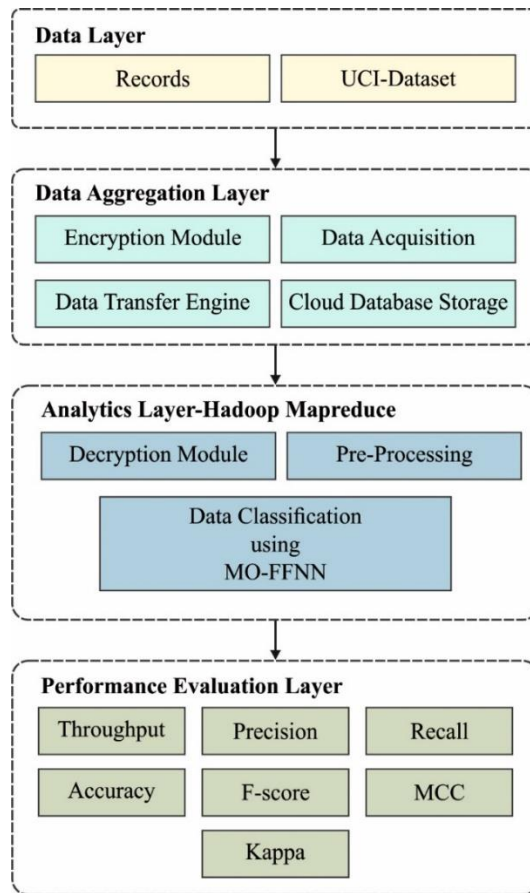 Data Layer
Records
UCI-Dataset
Data Aggregation Layer
Encryption Module
Data Acquisition
Data Transfer Engine
Cloud Database Storage
Analytics Layer-Hadoop Mapreduce
Decryption Module
Pre-Processing
Data Classification
using
MO-FFNN
Performance Evaluation Layer
Throughput
Precision
Recall
Accuracy
F-score
MCC
Kappa